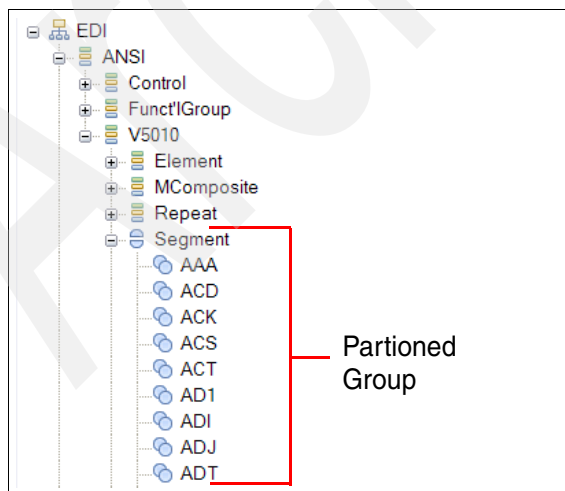 EDI
ANSI
Control
Funct'lGroup
V5010
Element
MComposite
Repeat
Segment
AAA
ACD
ACK
ACS
ACT
AD1
ADI
ADJ
ADT
Partioned
Group